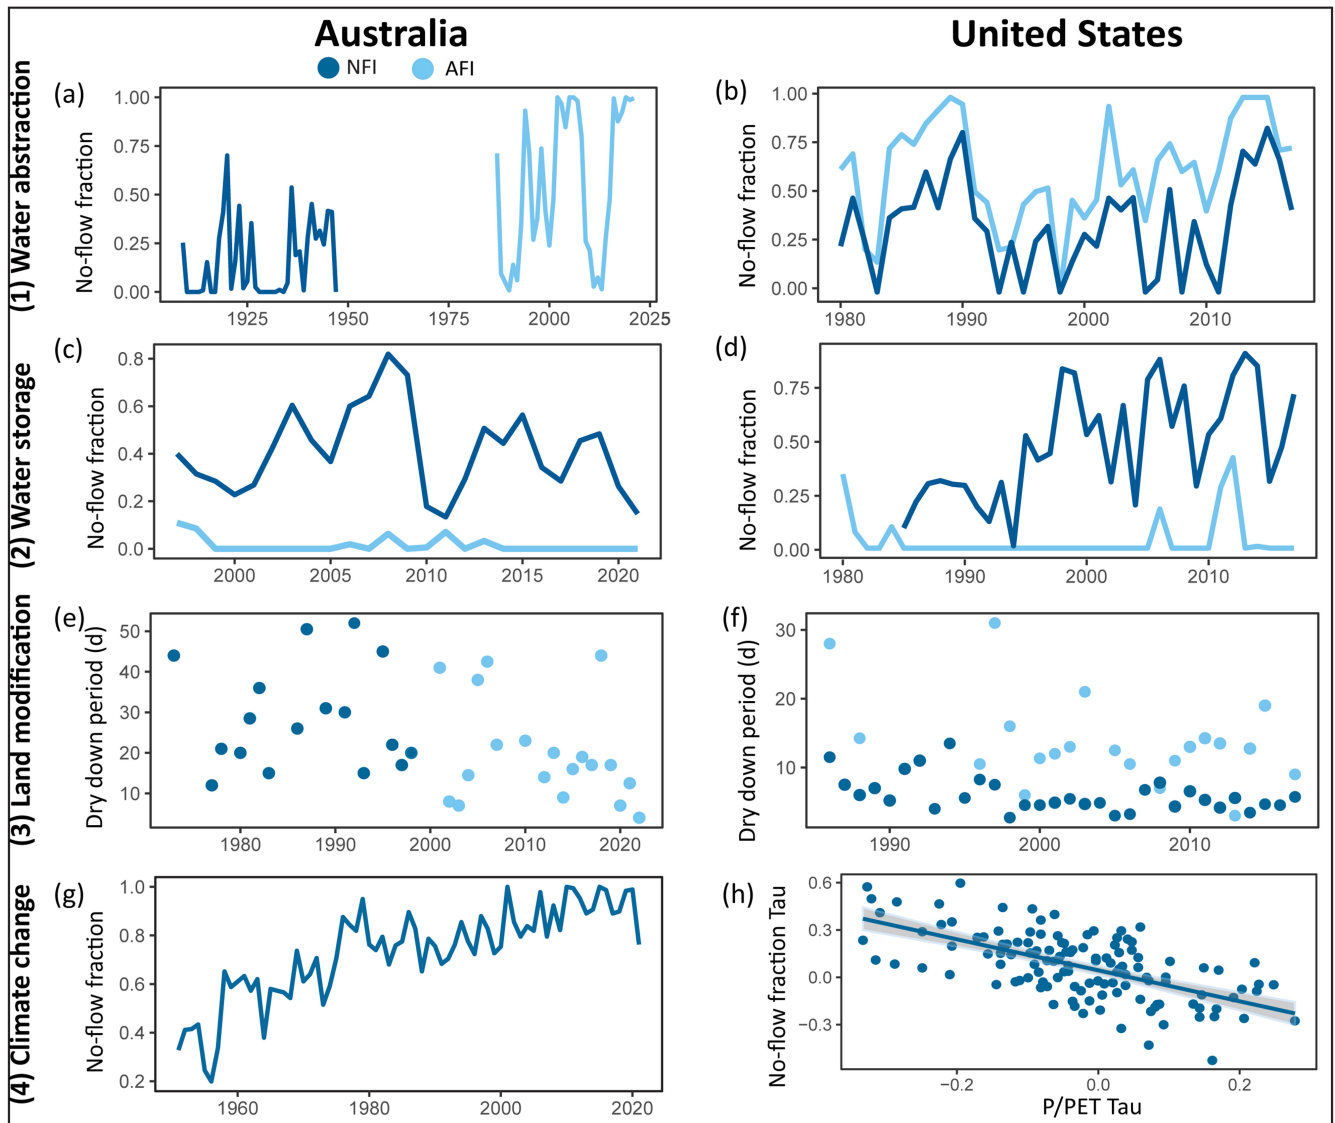 Australia
United States
NFI
AFI
(1) Water abstraction
(a)
No-flow fraction
1.00
0.75
0.50
0.25
0.00
1925
1950
1975
2000
2025
(b)
No-flow fraction
1.00
0.75
0.50
0.25
0.00
1980
1990
2000
2010
(2) Water storage
(c)
No-flow fraction
0.8
0.6
0.4
0.2
0.0
2000
2005
2010
2015
2020
(d)
No-flow fraction
0.75
0.50
0.25
0.00
1980
1990
2000
2010
(3) Land modification
(e)
Dry down period (d)
50
40
30
20
10
1980
1990
2000
2010
2020
(f)
Dry down period (d)
30
20
10
1990
2000
2010
(4) Climate change
(g)
No-flow fraction
1.0
0.8
0.6
0.4
0.2
1960
1980
2000
2020
(h)
No-flow fraction Tau
0.6
0.3
0.0
−0.3
−0.2
0.0
0.2
P/PET Tau